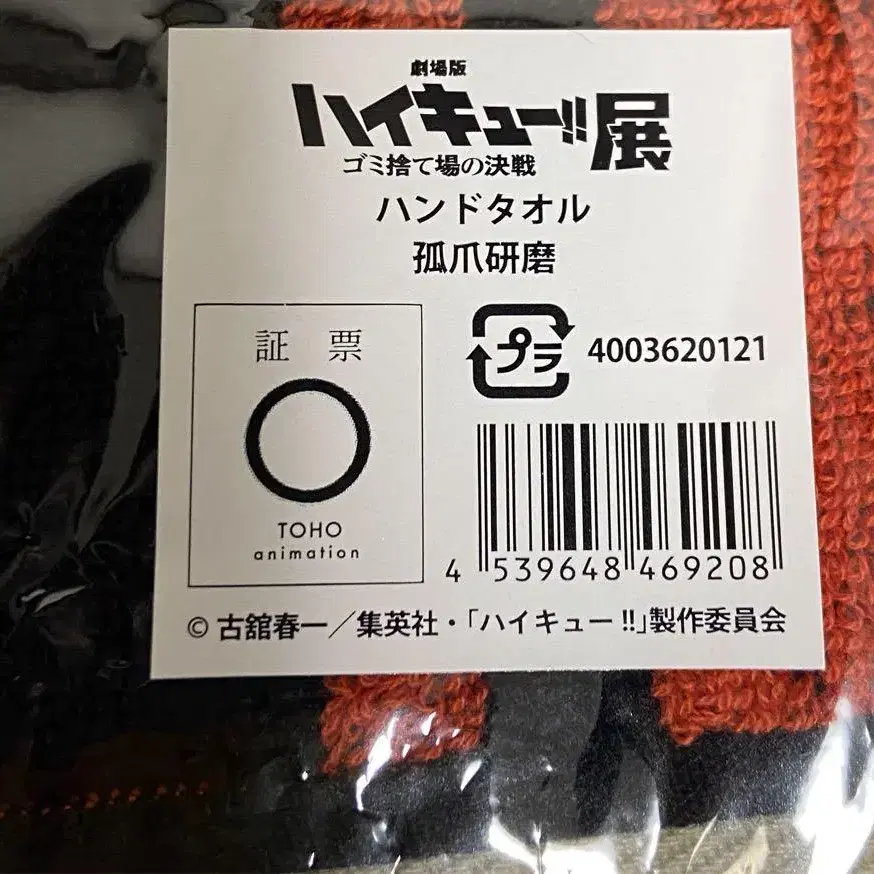 劇場版
ハイキュー!!展
ゴミ捨て場の決戦
ハンドタオル
孤爪研磨
証 票
TOHO
animation
プラ
4003620121
4 539648 469208
© 古舘春一／集英社・「ハイキュー!!」製作委員会